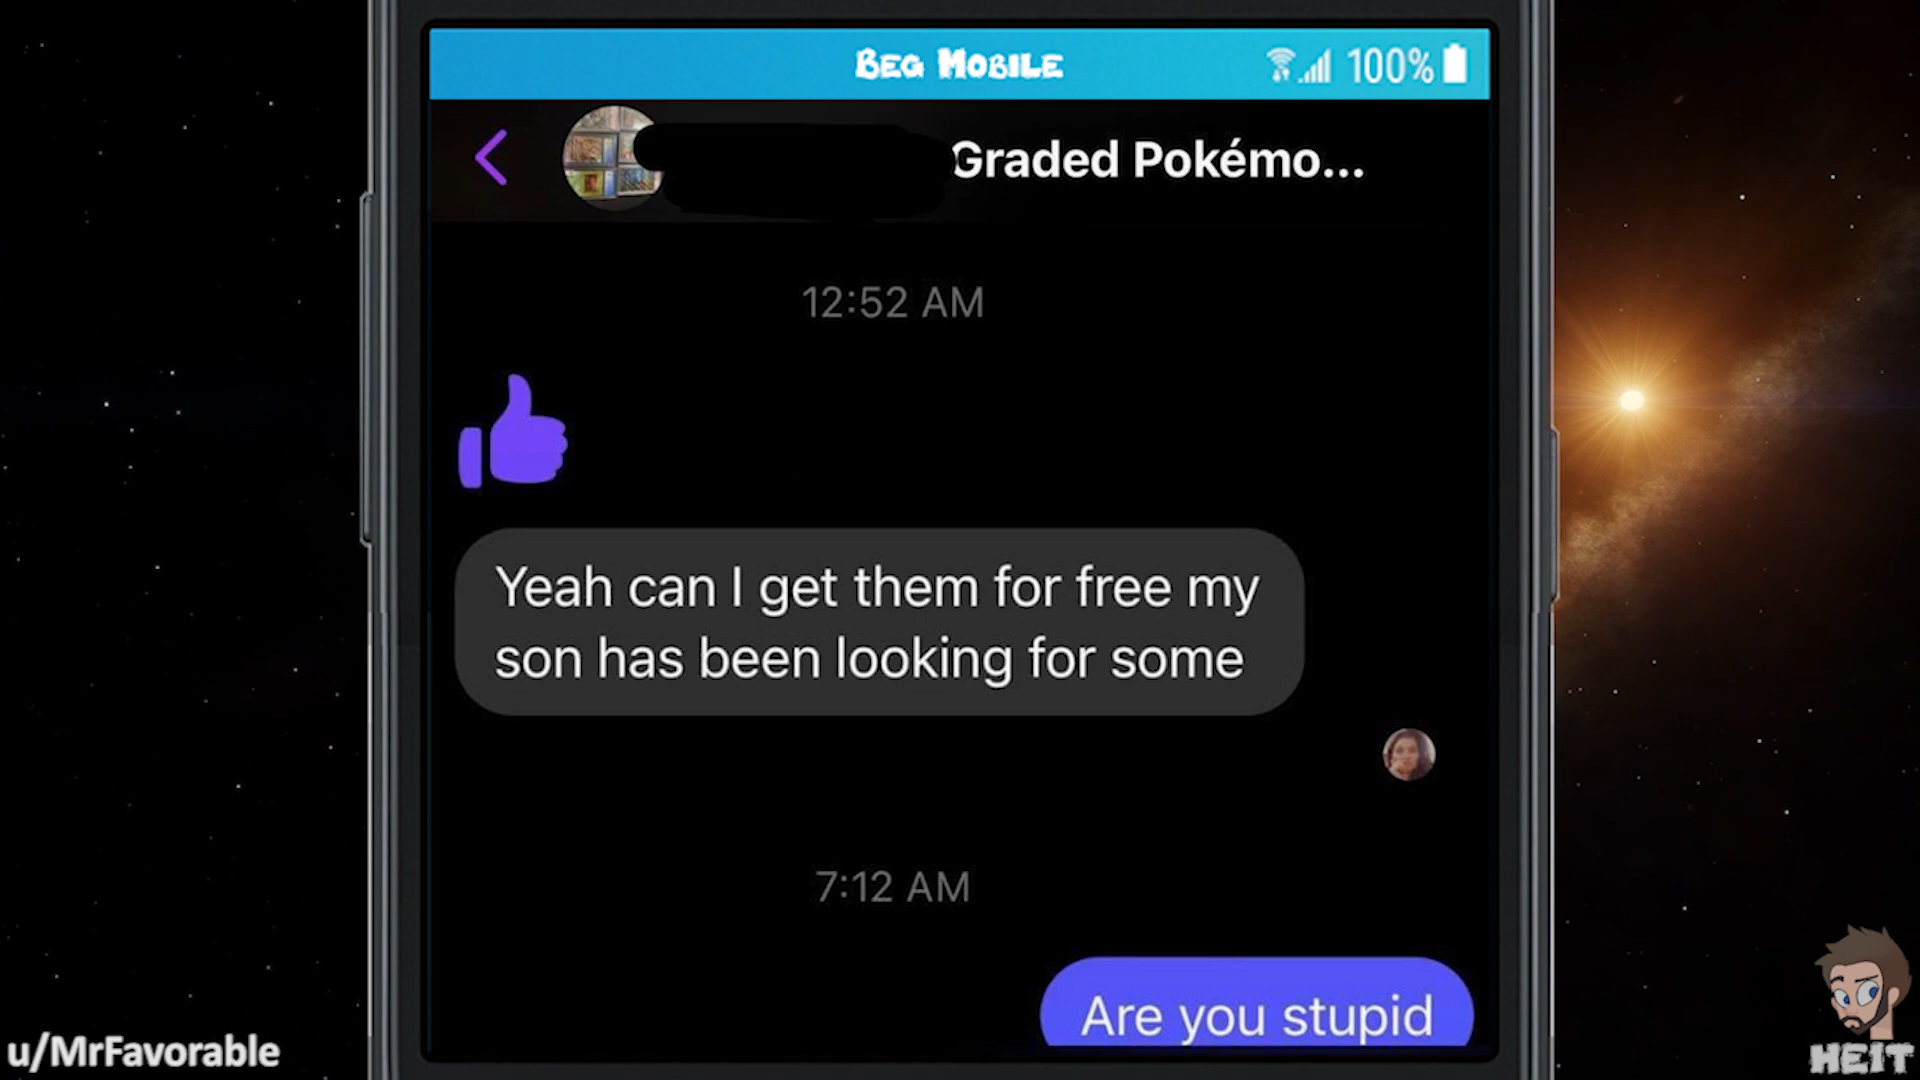 BEG MOBILE
100%
Graded Pokémo...
12:52 AM
Yeah can I get them for free my
son has been looking for some
7:12 AM
Are you stupid
u/MrFavorable
HEIT